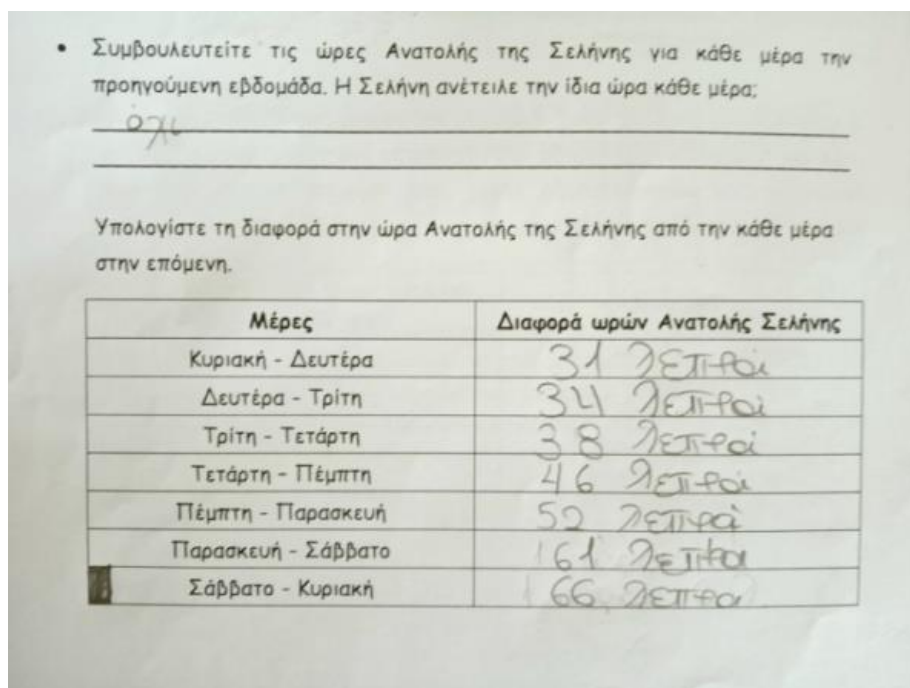 • Συμβουλευτείτε τις ώρες Ανατολής της Σελήνης για κάθε μέρα την
προηγούμενη εβδομάδα. Η Σελήνη ανέτειλε την ίδια ώρα κάθε μέρα;
όχι
Υπολογίστε τη διαφορά στην ώρα Ανατολής της Σελήνης από την κάθε μέρα
στην επόμενη.
Μέρες Διαφορά ωρών Ανατολής Σελήνης
Κυριακή - Δευτέρα 31 λεπτά
Δευτέρα - Τρίτη 34 λεπτά
Τρίτη - Τετάρτη 38 λεπτά
Τετάρτη - Πέμπτη 46 λεπτά
Πέμπτη - Παρασκευή 52 λεπτά
Παρασκευή - Σάββατο 61 λεπτά
Σάββατο - Κυριακή 66 λεπτά